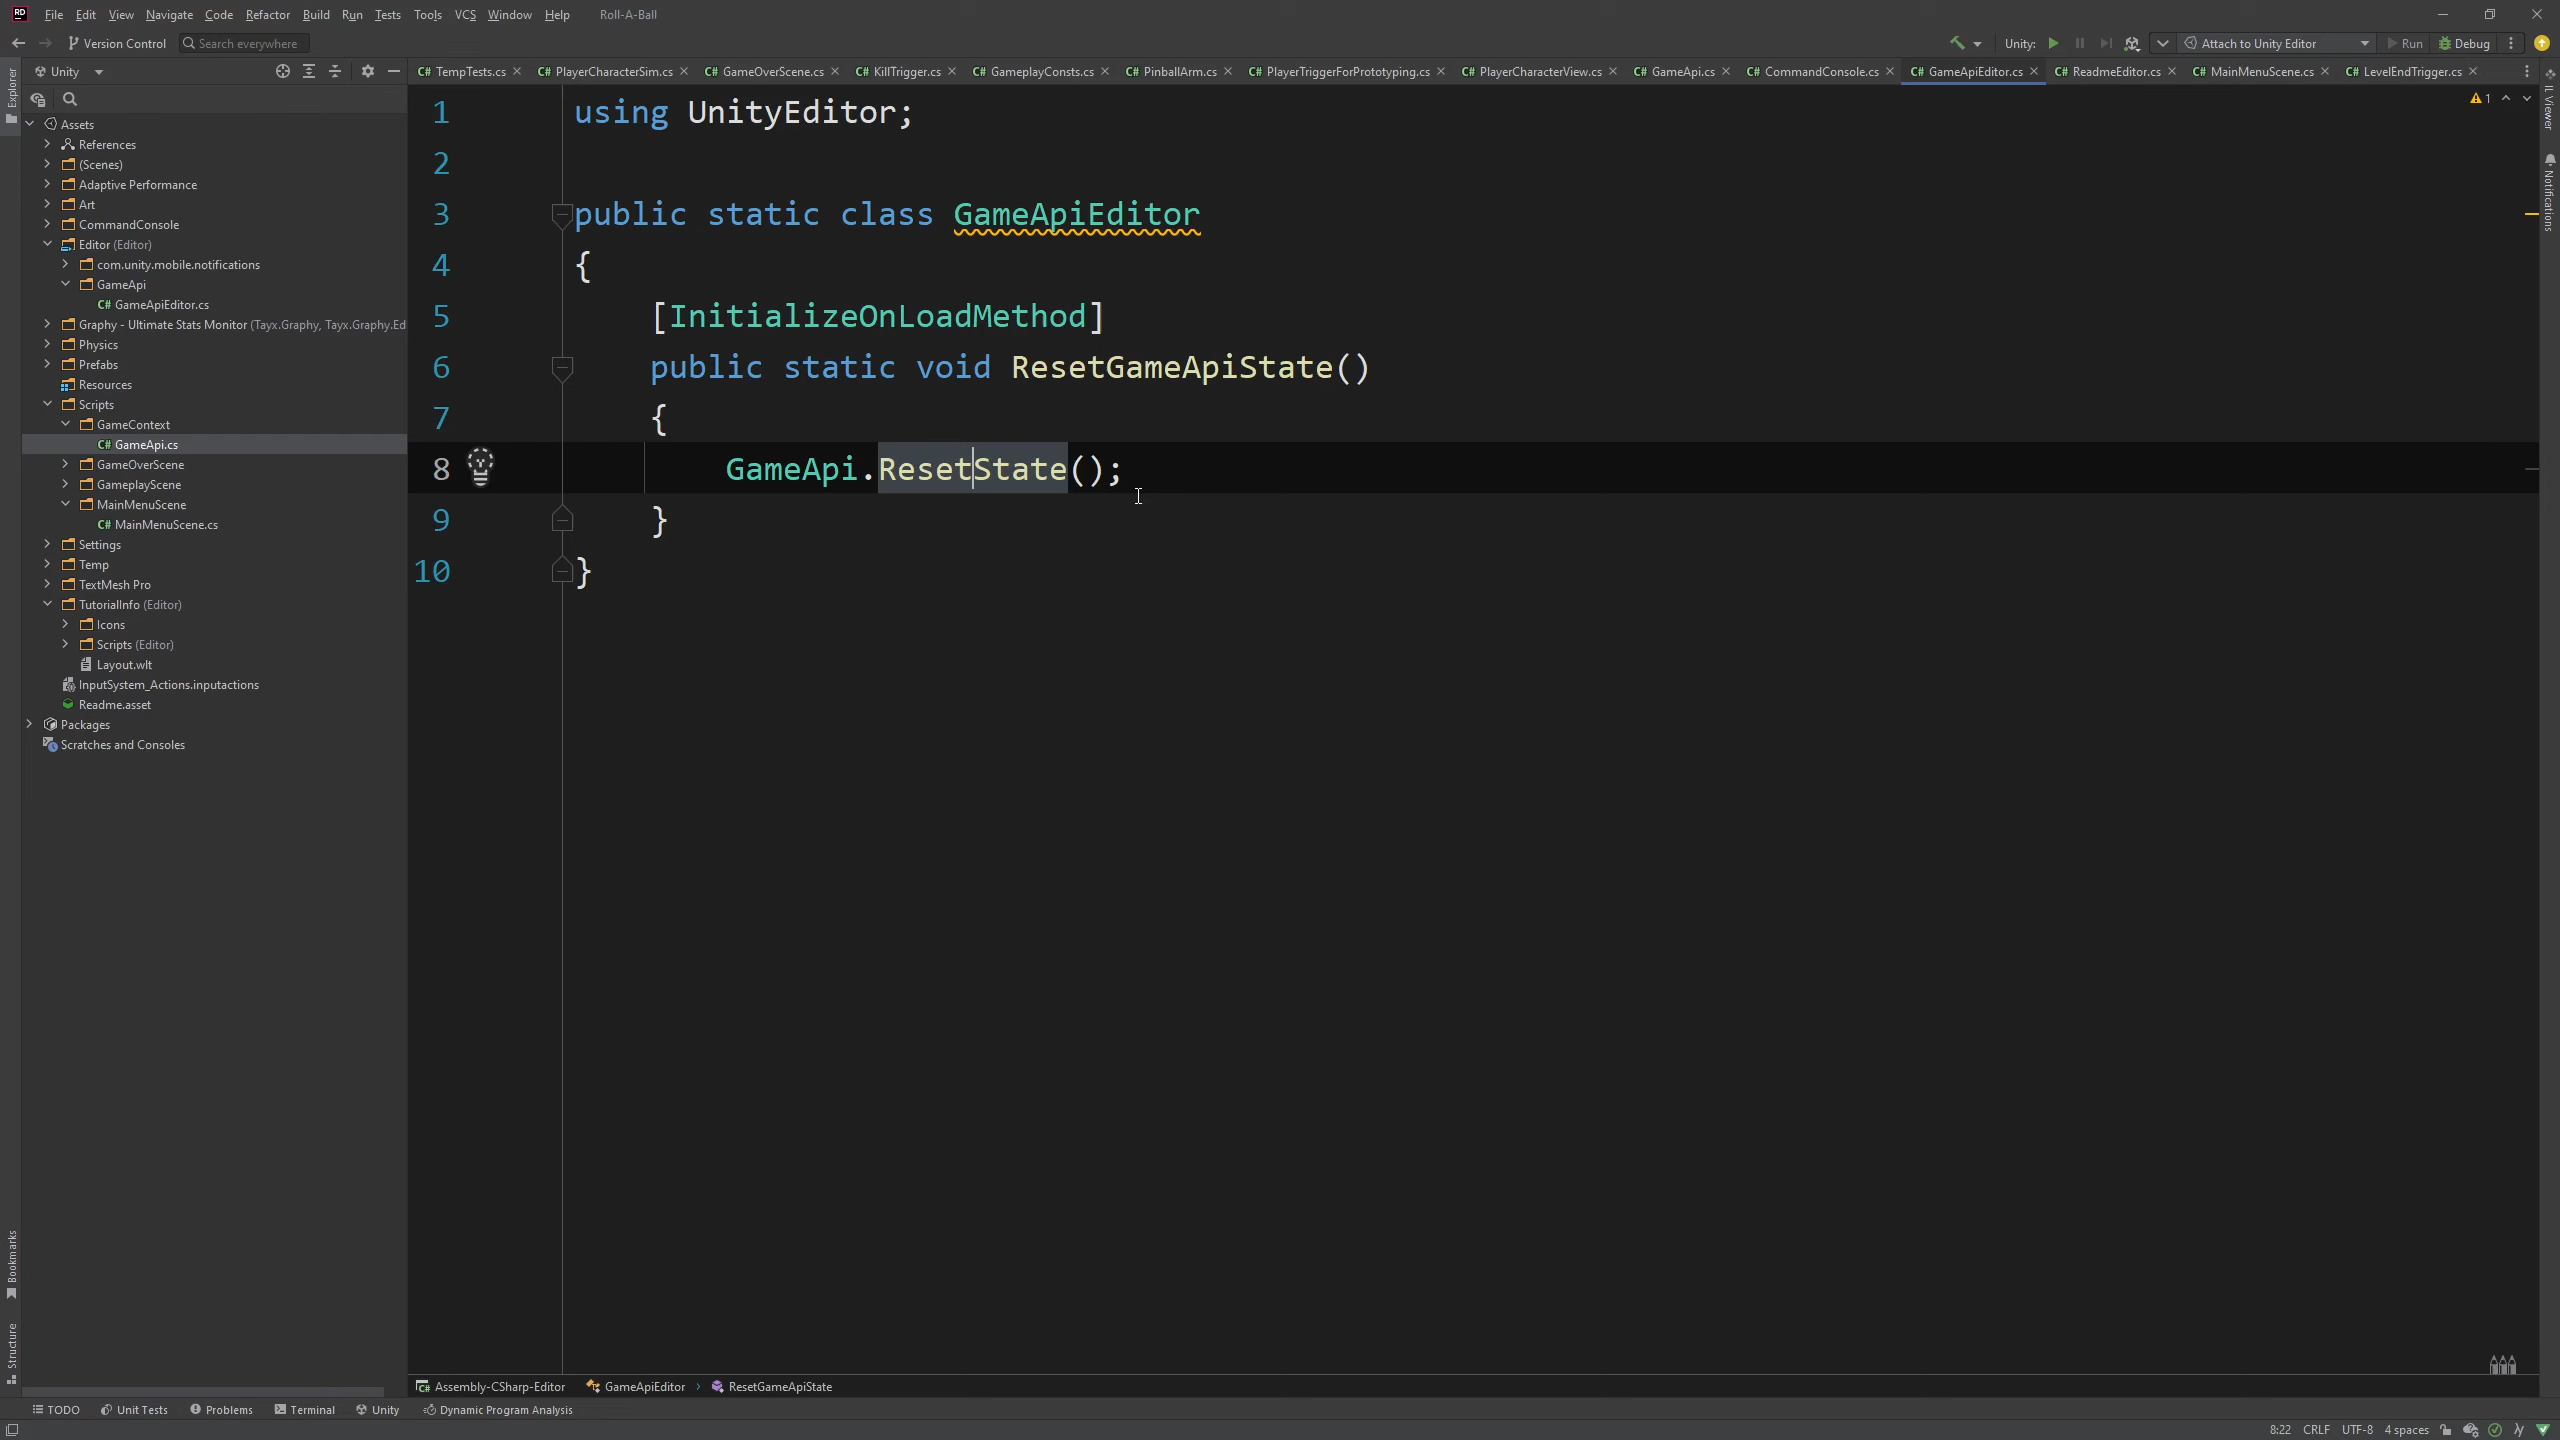 RD File Edit View Navigate Code Refactor Build Run Tests Tools VCS Window Help Roll-A-Ball
Version Control Search everywhere Unity: Attach to Unity Editor Run Debug
Unity
TempTests.cs PlayerCharacterSim.cs GameOverScene.cs KillTrigger.cs GameplayConsts.cs PinballArm.cs PlayerTriggerForPrototyping.cs PlayerCharacterView.cs GameApi.cs CommandConsole.cs GameApiEditor.cs ReadmeEditor.cs MainMenuScene.cs LevelEndTrigger.cs
Explorer
Assets
References
(Scenes)
Adaptive Performance
Art
CommandConsole
Editor (Editor)
com.unity.mobile.notifications
GameApi
C# GameApiEditor.cs
Graphy - Ultimate Stats Monitor (Tayx.Graphy, Tayx.Graphy.Ed
Physics
Prefabs
Resources
Scripts
GameContext
C# GameApi.cs
GameOverScene
GameplayScene
MainMenuScene
C# MainMenuScene.cs
Settings
Temp
TextMesh Pro
TutorialInfo (Editor)
Icons
Scripts (Editor)
Layout.wlt
InputSystem_Actions.inputactions
Readme.asset
Packages
Scratches and Consoles
Bookmarks
Structure
1 using UnityEditor;
2
3 public static class GameApiEditor
4 {
5 [InitializeOnLoadMethod]
6 public static void ResetGameApiState()
7 {
8 GameApi.ResetState();
9 }
10 }
1
IL Viewer
Notifications
Assembly-CSharp-Editor GameApiEditor › ResetGameApiState
TODO Unit Tests Problems Terminal Unity Dynamic Program Analysis
8:22 CRLF UTF-8 4 spaces